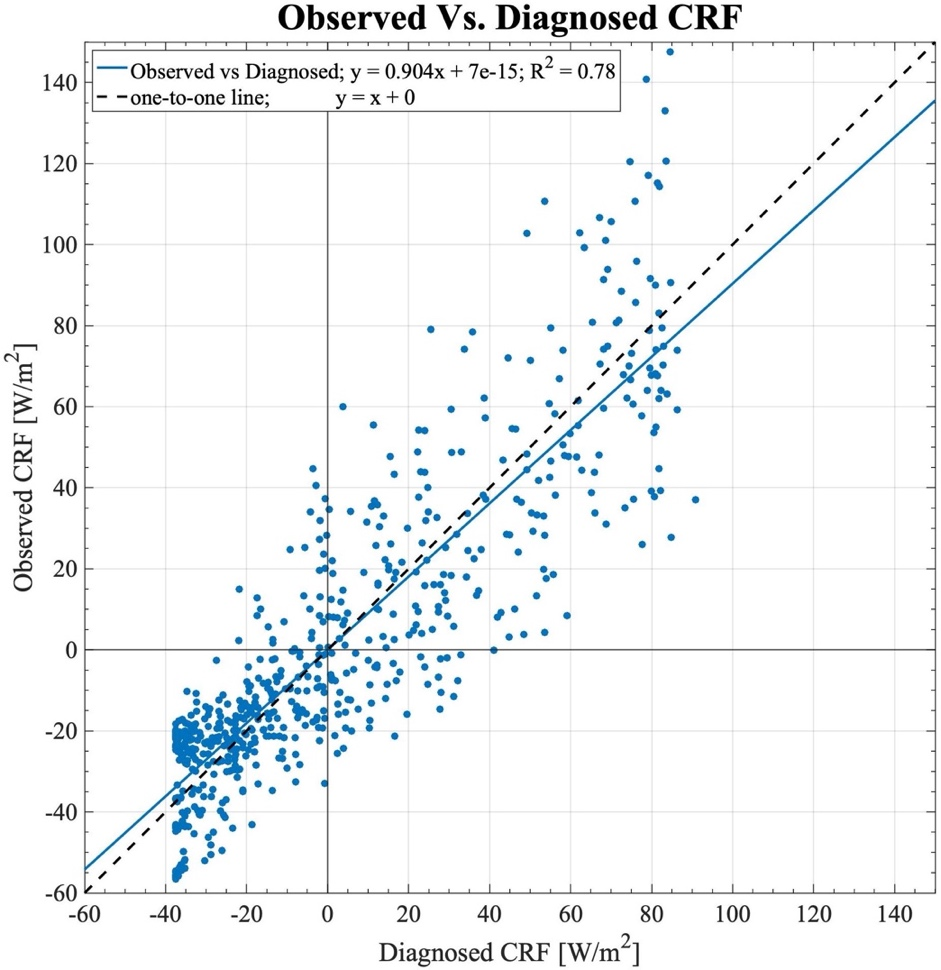 Observed Vs. Diagnosed CRF
Observed vs Diagnosed; y = 0.904x + 7e-15; R² = 0.78
one-to-one line; y = x + 0
140
120
100
80
60
40
20
0
-20
-40
-60
Observed CRF [W/m²]
-60 -40 -20 0 20 40 60 80 100 120 140
Diagnosed CRF [W/m²]